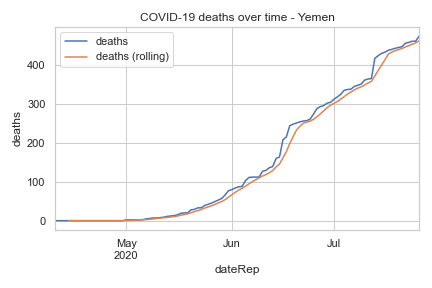 COVID-19 deaths over time - Yemen
deaths
deaths (rolling)
deaths
400
300
200
100
0
May
2020
Jun
Jul
dateRep